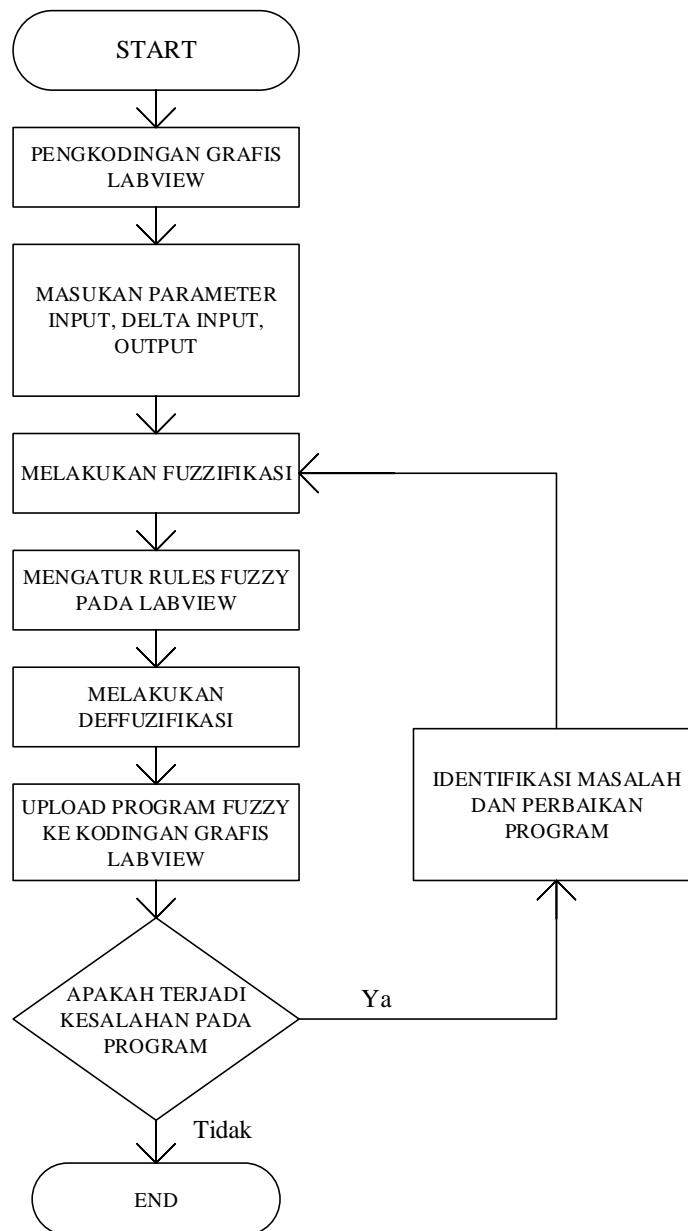 START
PENGKODINGAN GRAFIS
LABVIEW
MASUKAN PARAMETER
INPUT, DELTA INPUT,
OUTPUT
MELAKUKAN FUZZIFIKASI
MENGATUR RULES FUZZY
PADA LABVIEW
MELAKUKAN
DEFFUZIFIKASI
UPLOAD PROGRAM FUZZY
KE KODINGAN GRAFIS
LABVIEW
IDENTIFIKASI MASALAH
DAN PERBAIKAN
PROGRAM
APAKAH TERJADI
KESALAHAN PADA
PROGRAM
Ya
Tidak
END